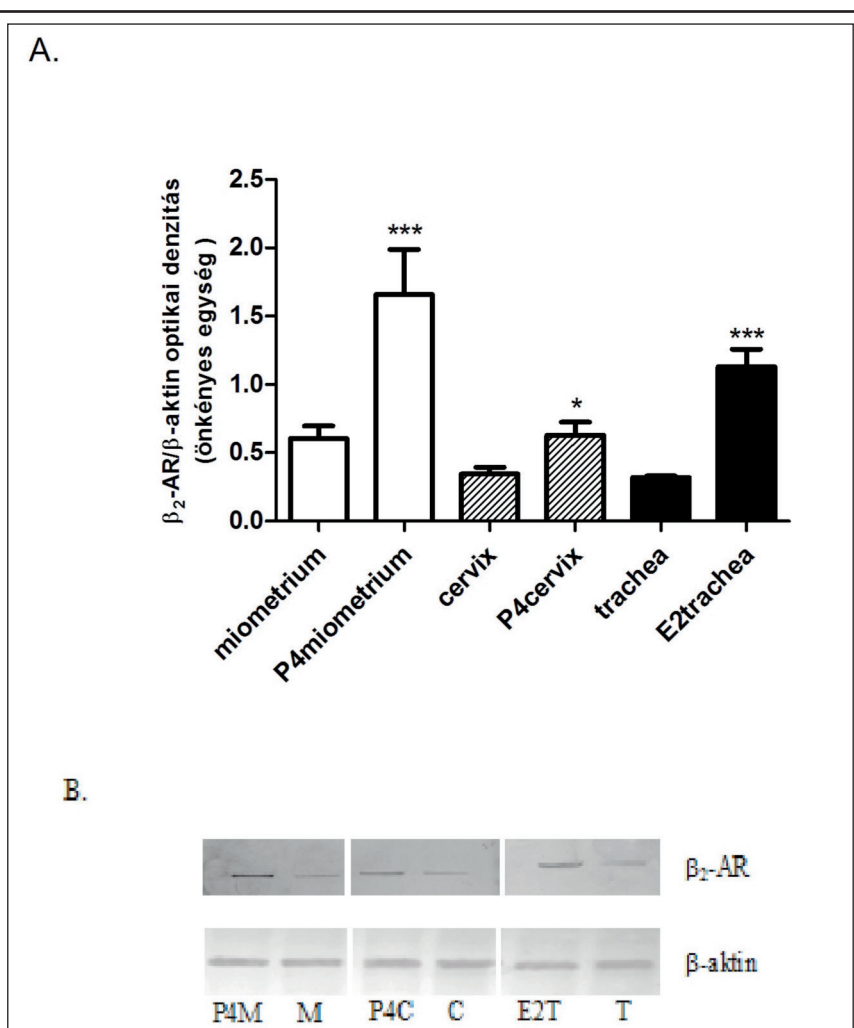 A.
β₂-AR/β-aktin optikai denzitás
(önkényes egység )
2.5
2.0
1.5
1.0
0.5
0.0
***
*
***
miometrium
P4miometrium
cervix
P4cervix
trachea
E2trachea
B.
β₂-AR
β-aktin
P4M M P4C C E2T T